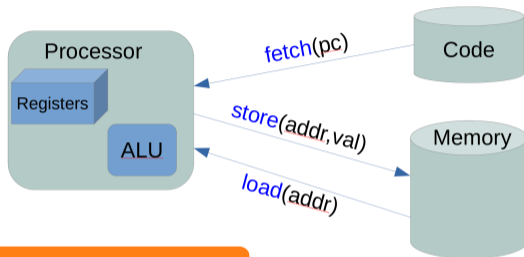 Processor
Registers
ALU
fetch(pc)
store(addr,val)
load(addr)
Code
Memory